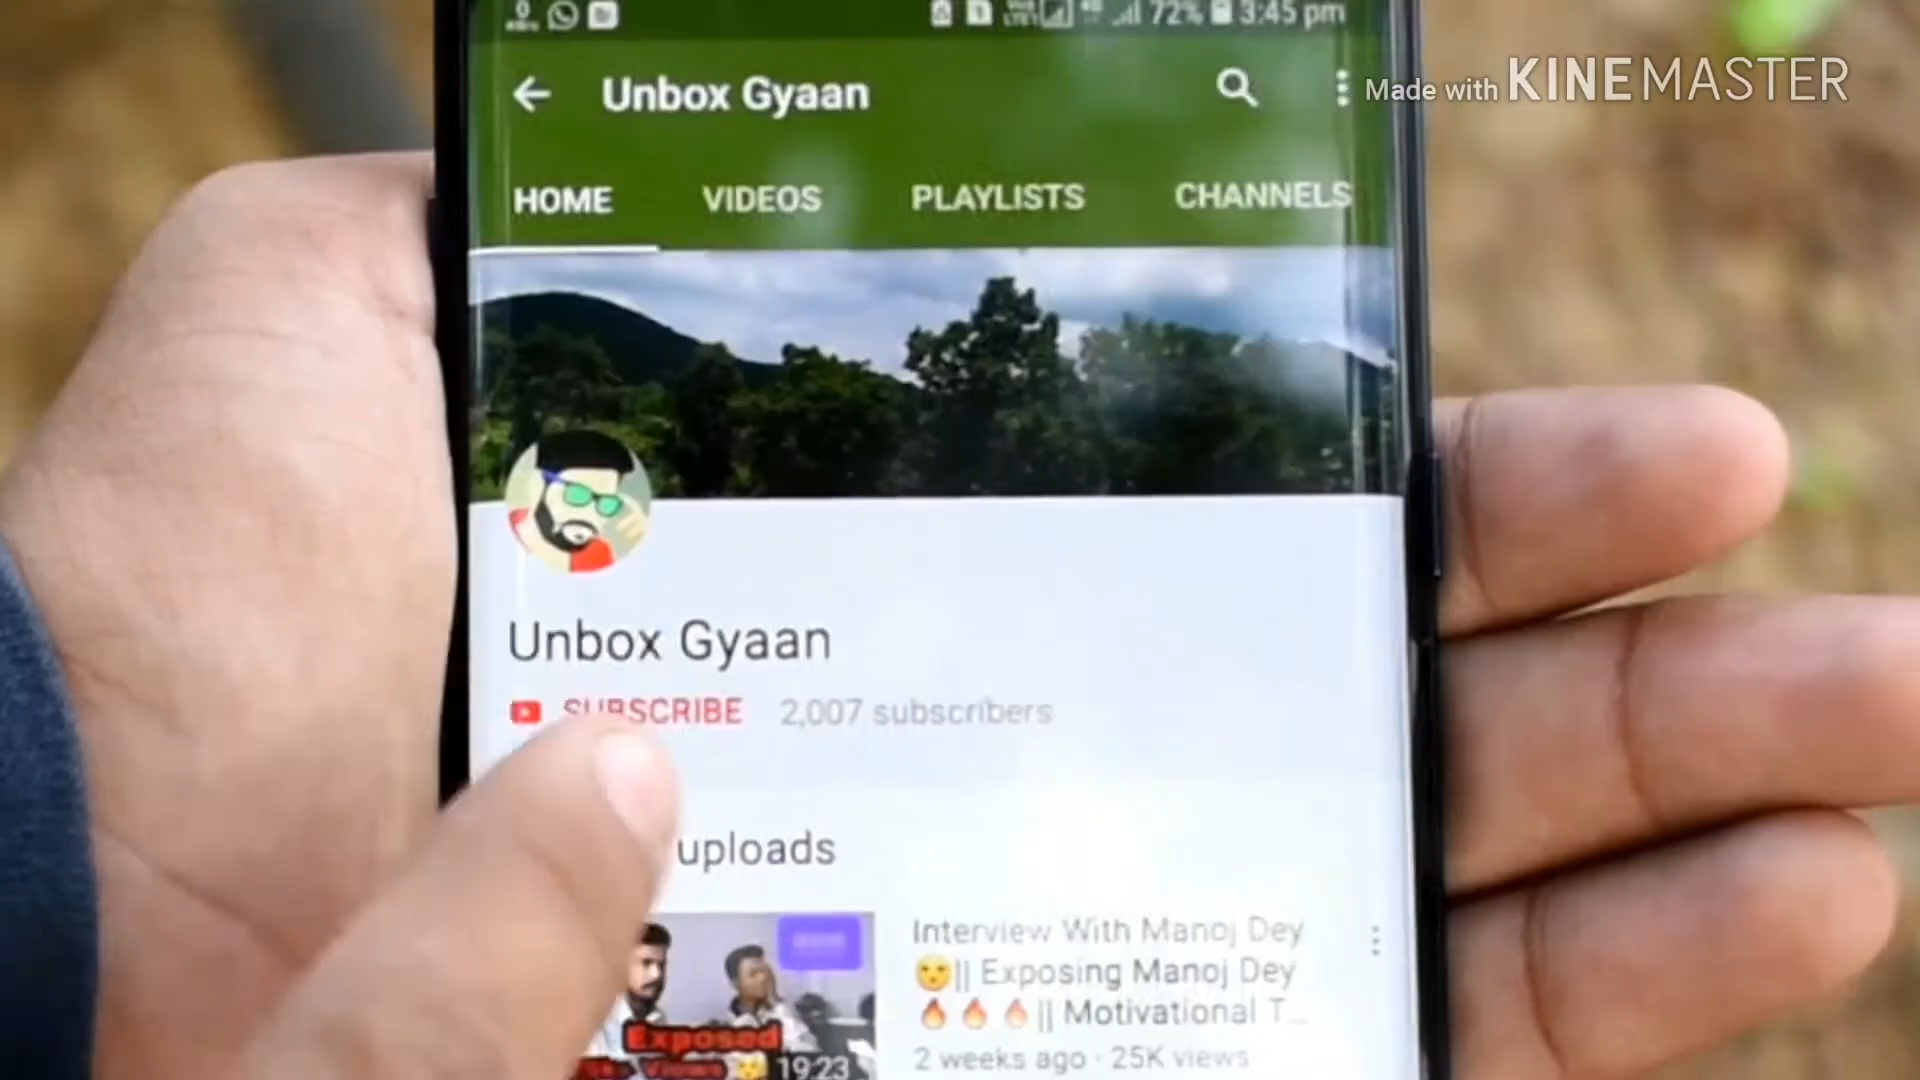 72% 3:45 pm
Unbox Gyaan
Made with KINEMASTER
HOME VIDEOS PLAYLISTS CHANNELS
Unbox Gyaan
SUBSCRIBE 2,007 subscribers
uploads
Interview With Manoj Dey
😴|| Exposing Manoj Dey
🔥🔥🔥|| Motivational T...
2 weeks ago · 25K views
Exposed
Views 19:23